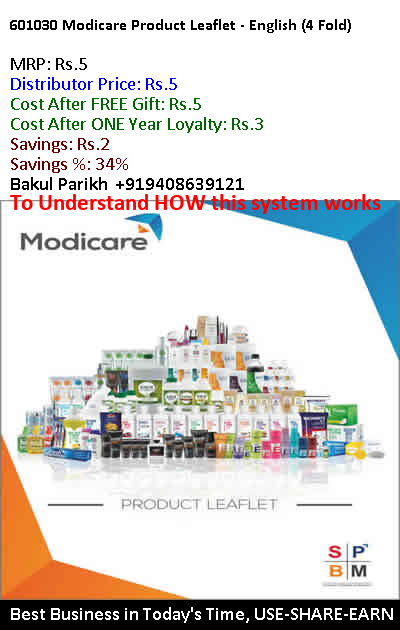 601030 Modicare Product Leaflet - English (4 Fold)
MRP: Rs.5
Distributor Price: Rs.5
Cost After FREE Gift: Rs.5
Cost After ONE Year Loyalty: Rs.3
Savings: Rs.2
Savings %: 34%
Bakul Parikh +919408639121
To Understand HOW this system works
Modicare
PRODUCT LEAFLET
S P
B M
Best Business in Today's Time, USE-SHARE-EARN